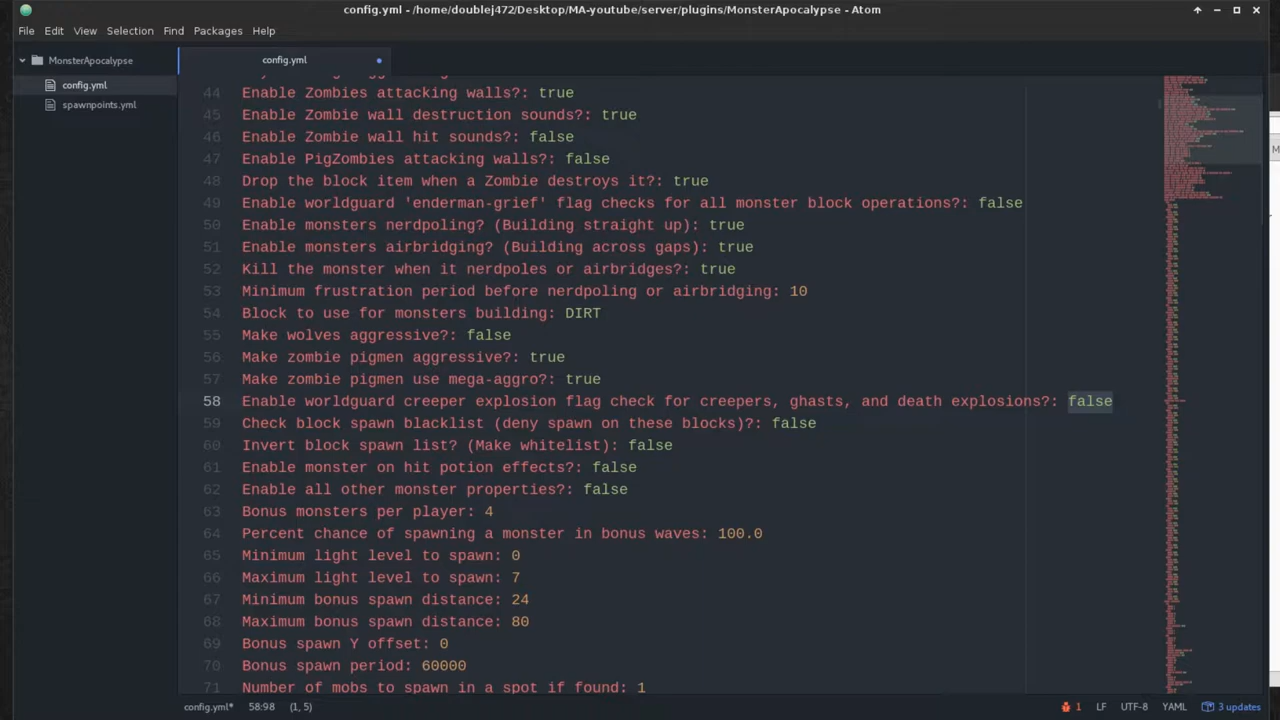 config.yml - /home/doublej472/Desktop/MA-youtube/server/plugins/MonsterApocalypse - Atom
File Edit View Selection Find Packages Help
MonsterApocalypse
config.yml
spawnpoints.yml
config.yml
44 Enable Zombies attacking walls?: true
45 Enable Zombie wall destruction sounds?: true
46 Enable Zombie wall hit sounds?: false
47 Enable PigZombies attacking walls?: false
48 Drop the block item when a Zombie destroys it?: true
49 Enable worldguard 'enderman-grief' flag checks for all monster block operations?: false
50 Enable monsters nerdpoling? (Building straight up): true
51 Enable monsters airbridging? (Building across gaps): true
52 Kill the monster when it nerdpoles or airbridges?: true
53 Minimum frustration period before nerdpoling or airbridging: 10
54 Block to use for monsters building: DIRT
55 Make wolves aggressive?: false
56 Make zombie pigmen aggressive?: true
57 Make zombie pigmen use mega-aggro?: true
58 Enable worldguard creeper explosion flag check for creepers, ghasts, and death explosions?: false
59 Check block spawn blacklist (deny spawn on these blocks)?: false
60 Invert block spawn list? (Make whitelist): false
61 Enable monster on hit potion effects?: false
62 Enable all other monster properties?: false
63 Bonus monsters per player: 4
64 Percent chance of spawning a monster in bonus waves: 100.0
65 Minimum light level to spawn: 0
66 Maximum light level to spawn: 7
67 Minimum bonus spawn distance: 24
68 Maximum bonus spawn distance: 80
69 Bonus spawn Y offset: 0
70 Bonus spawn period: 60000
71 Number of mobs to spawn in a spot if found: 1
config.yml* 58:98 (1, 5) 1 LF UTF-8 YAML 3 updates